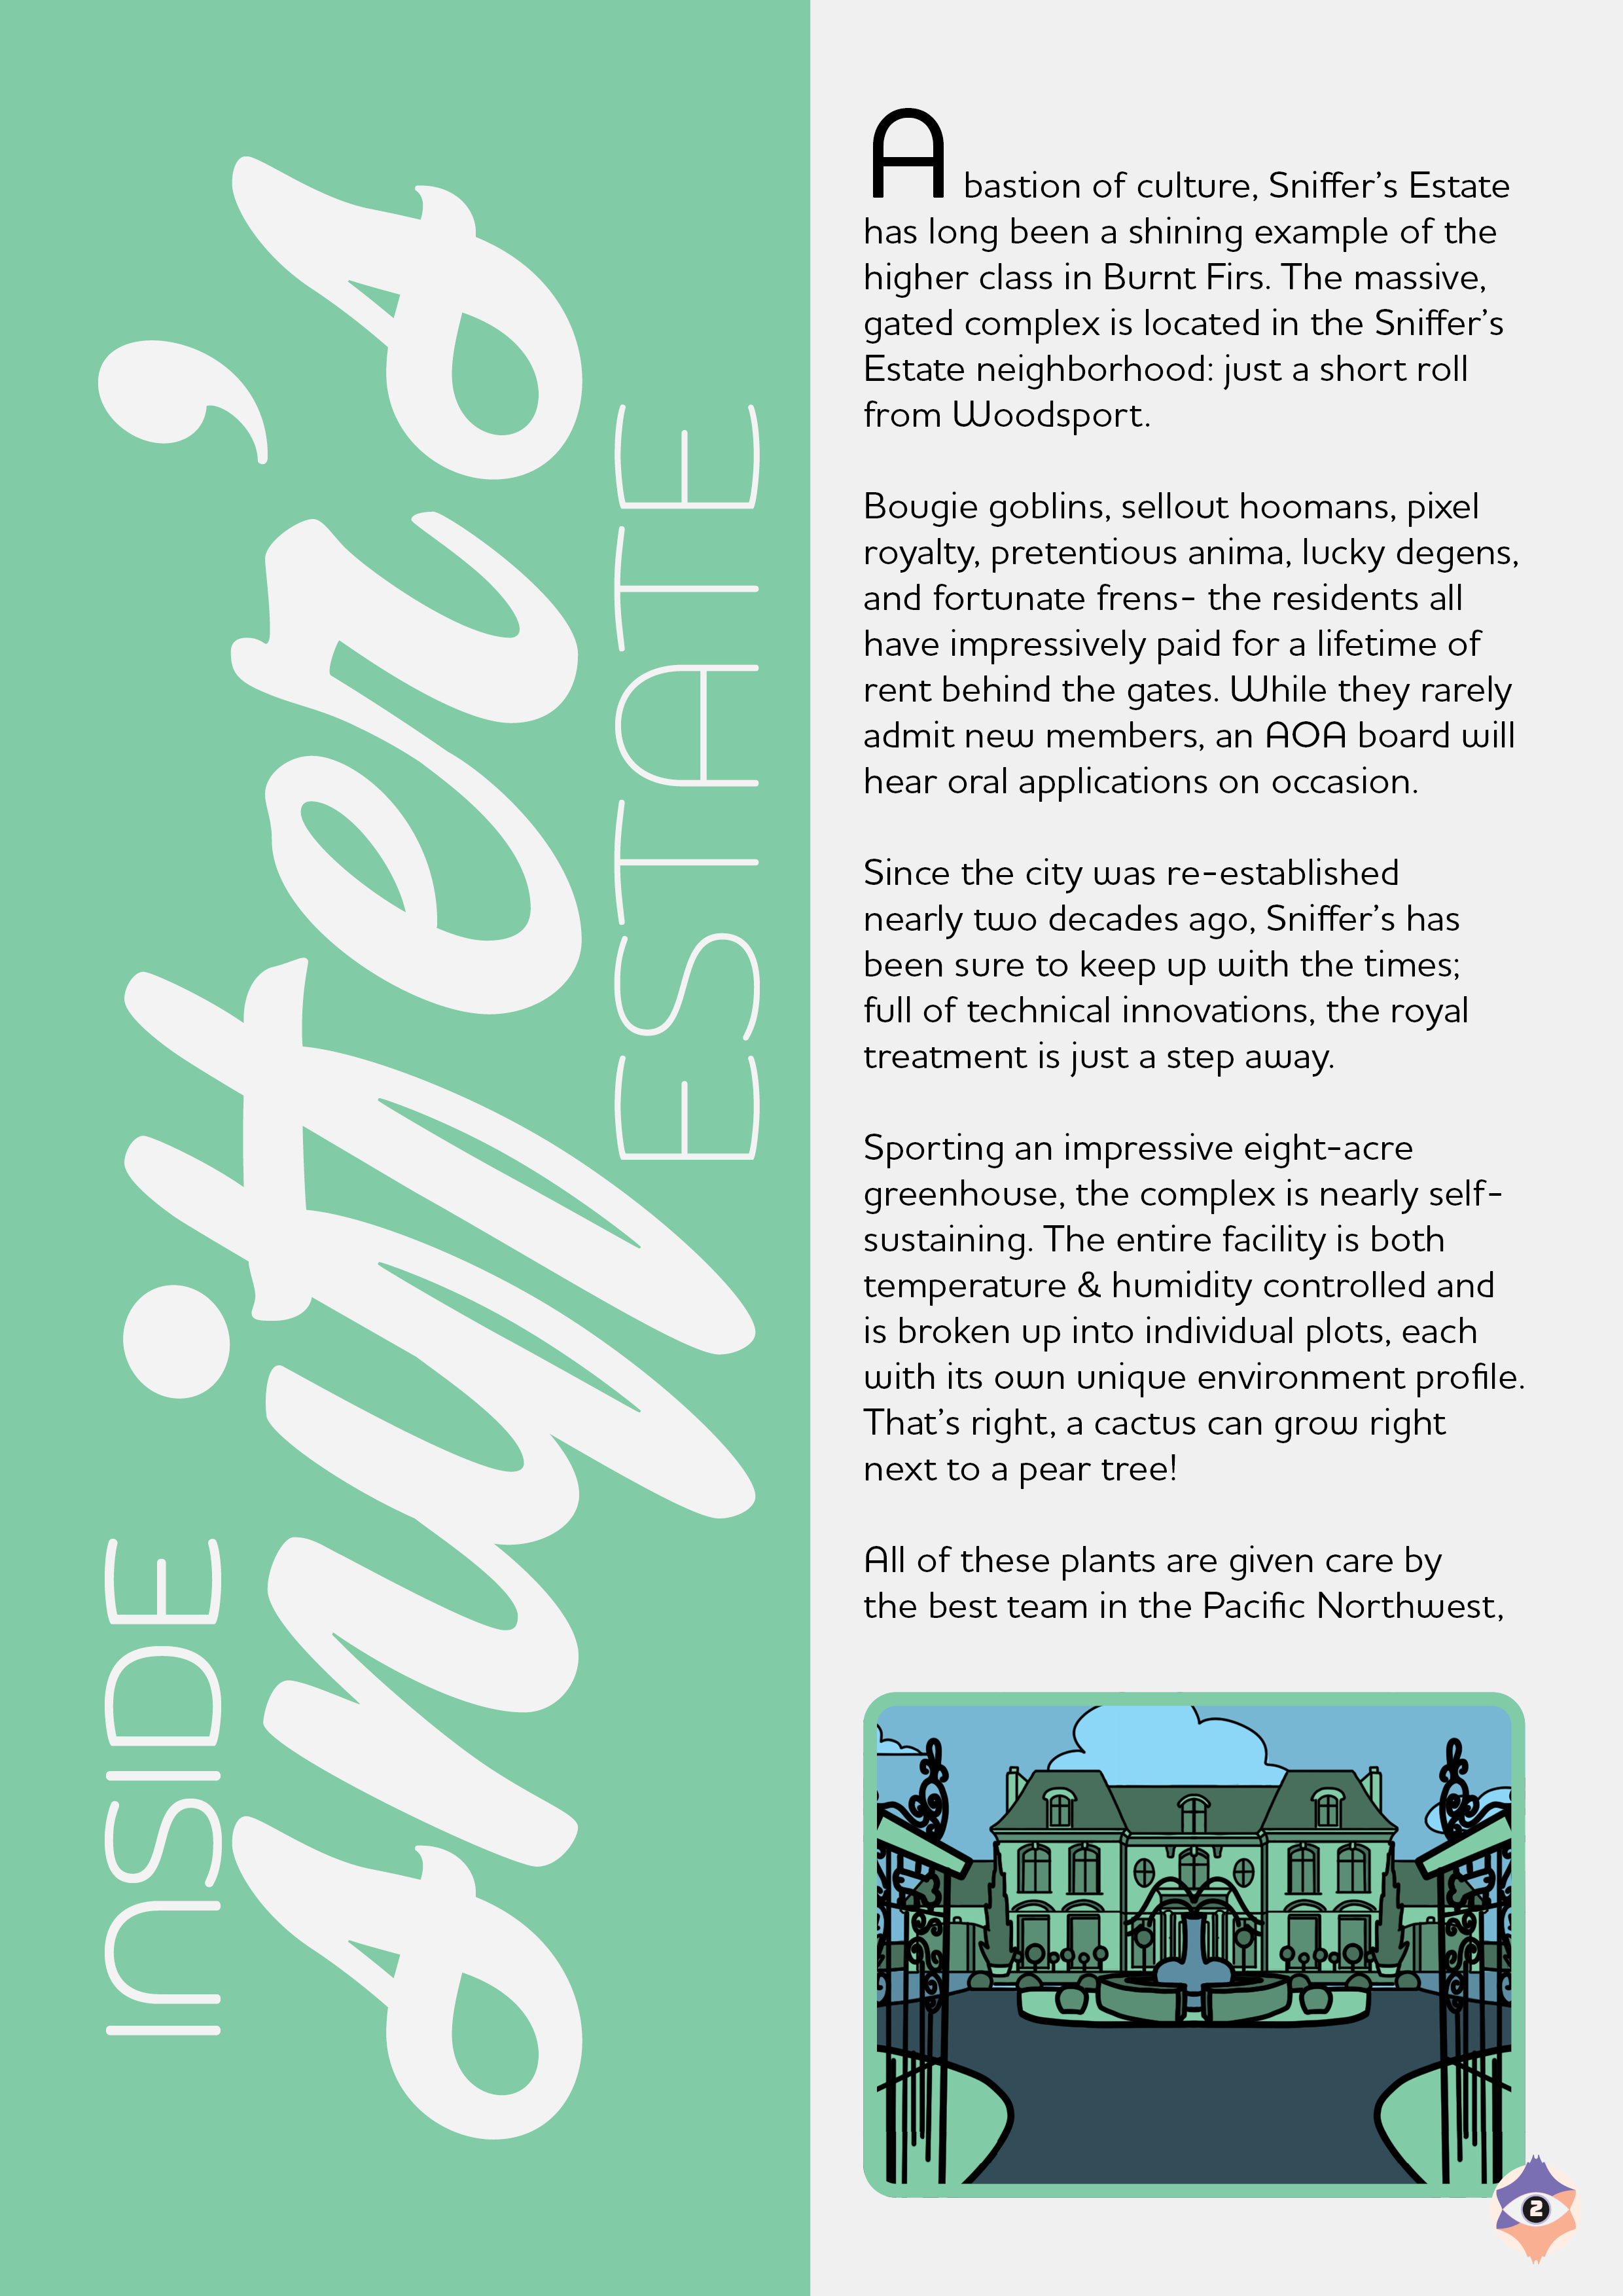 INSIDE
Sniffer's
ESTATE
A bastion of culture, Sniffer’s Estate
has long been a shining example of the
higher class in Burnt Firs. The massive,
gated complex is located in the Sniffer’s
Estate neighborhood: just a short roll
from Woodsport.
Bougie goblins, sellout hoomans, pixel
royalty, pretentious anima, lucky degens,
and fortunate frens- the residents all
have impressively paid for a lifetime of
rent behind the gates. While they rarely
admit new members, an AOA board will
hear oral applications on occasion.
Since the city was re-established
nearly two decades ago, Sniffer’s has
been sure to keep up with the times;
full of technical innovations, the royal
treatment is just a step away.
Sporting an impressive eight-acre
greenhouse, the complex is nearly self-
sustaining. The entire facility is both
temperature & humidity controlled and
is broken up into individual plots, each
with its own unique environment profile.
That’s right, a cactus can grow right
next to a pear tree!
All of these plants are given care by
the best team in the Pacific Northwest,
2